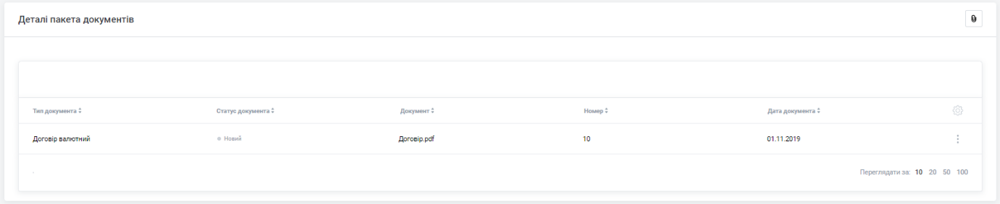 Деталі пакета документів
Тип документа Статус документа Документ Номер Дата документа
Договір валютний Новий Договір.pdf 10 01.11.2019
Переглядати за: 10 20 50 100